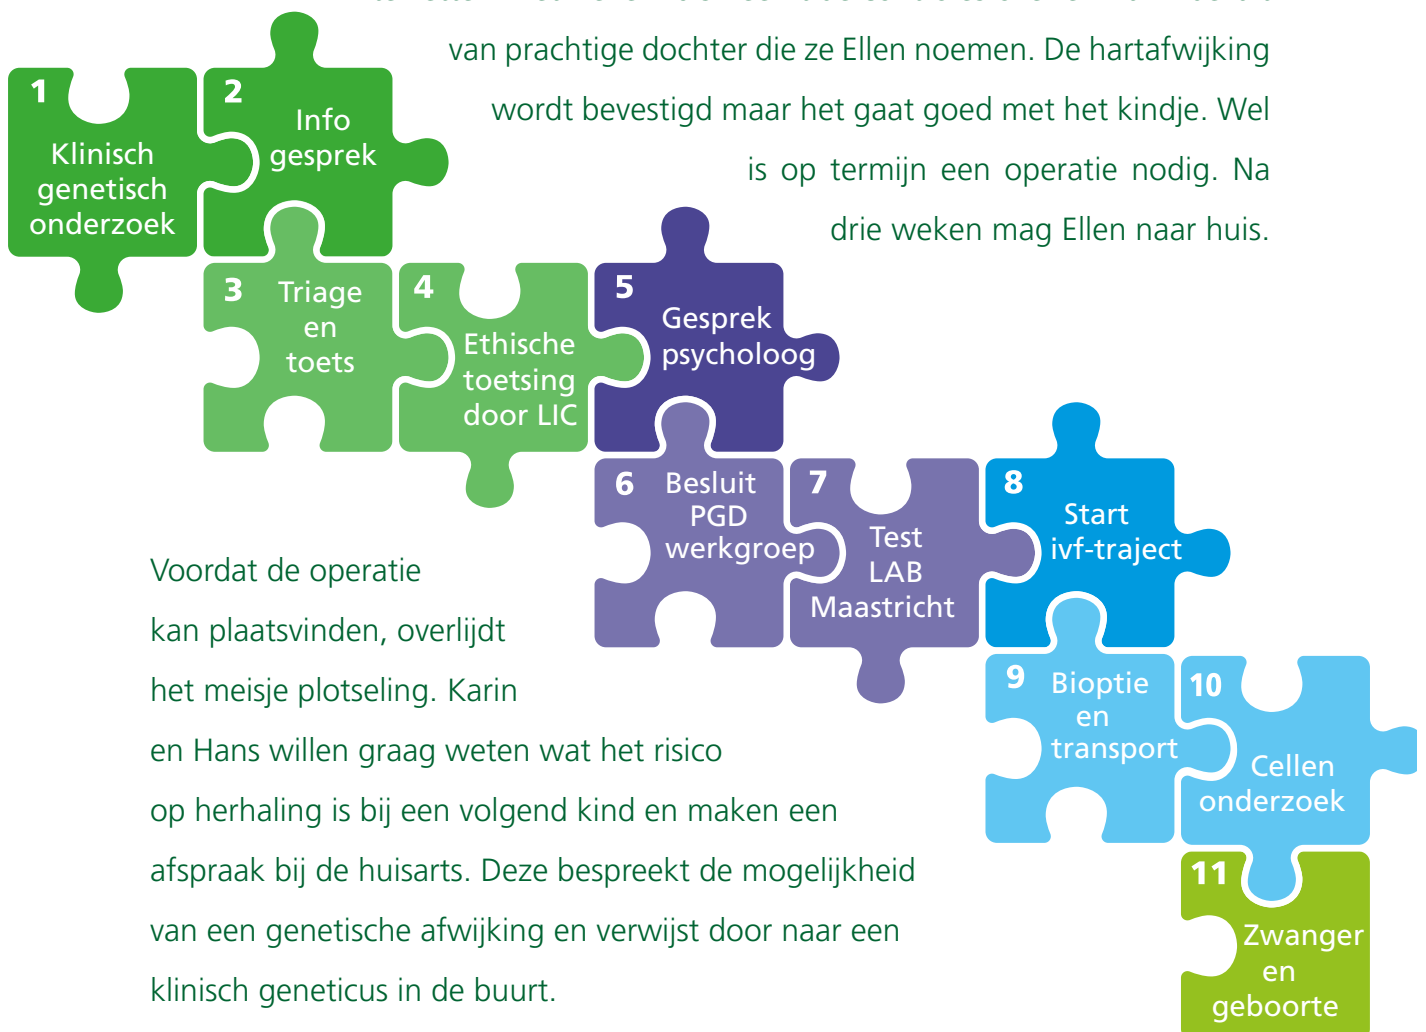 van prachtige dochter die ze Ellen noemen. De hartafwijking
wordt bevestigd maar het gaat goed met het kindje. Wel
is op termijn een operatie nodig. Na
drie weken mag Ellen naar huis.
1
Klinisch
genetisch
onderzoek
2
Info
gesprek
3
Triage
en
toets
4
Ethische
toetsing
door LIC
5
Gesprek
psycholoog
6
Besluit
PGD
werkgroep
7
Test
LAB
Maastricht
8
Start
ivf-traject
9
Bioptie
en
transport
10
Cellen
onderzoek
11
Zwanger
en
geboorte
Voordat de operatie
kan plaatsvinden, overlijdt
het meisje plotseling. Karin
en Hans willen graag weten wat het risico
op herhaling is bij een volgend kind en maken een
afspraak bij de huisarts. Deze bespreekt de mogelijkheid
van een genetische afwijking en verwijst door naar een
klinisch geneticus in de buurt.